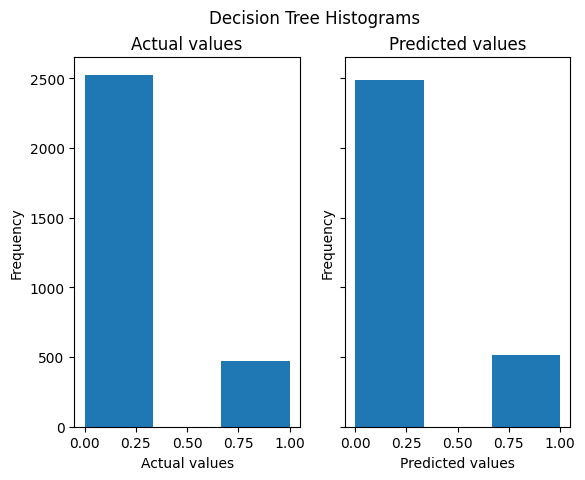 Decision Tree Histograms
Actual values
Predicted values
Frequency
2500
2000
1500
1000
500
0
0.00 0.25 0.50 0.75 1.00
Actual values
Frequency
0.00 0.25 0.50 0.75 1.00
Predicted values